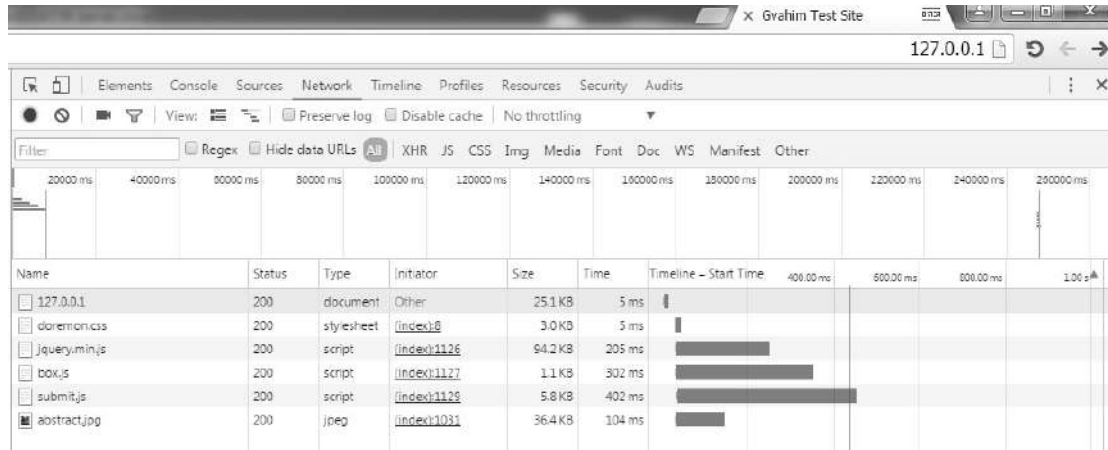 Gvahim Test Site
127.0.0.1
Elements Console Sources Network Timeline Profiles Resources Security Audits
View: Preserve log Disable cache No throttling
Filter Regex Hide data URLs All XHR JS CSS Img Media Font Doc WS Manifest Other
20000 ms 40000 ms 60000 ms 80000 ms 100000 ms 120000 ms 140000 ms 160000 ms 180000 ms 200000 ms 220000 ms 240000 ms 260000 ms
Name Status Type Initiator Size Time Timeline – Start Time 400.00 ms 600.00 ms 800.00 ms 1.00 s
127.0.0.1 200 document Other 25.1 KB 5 ms
doremon.css 200 stylesheet (index):8 3.0 KB 5 ms
jquery.min.js 200 script (index):1126 94.2 KB 205 ms
box.js 200 script (index):1127 1.1 KB 302 ms
submit.js 200 script (index):1129 5.8 KB 402 ms
abstract.jpg 200 jpeg (index):1031 36.4 KB 104 ms